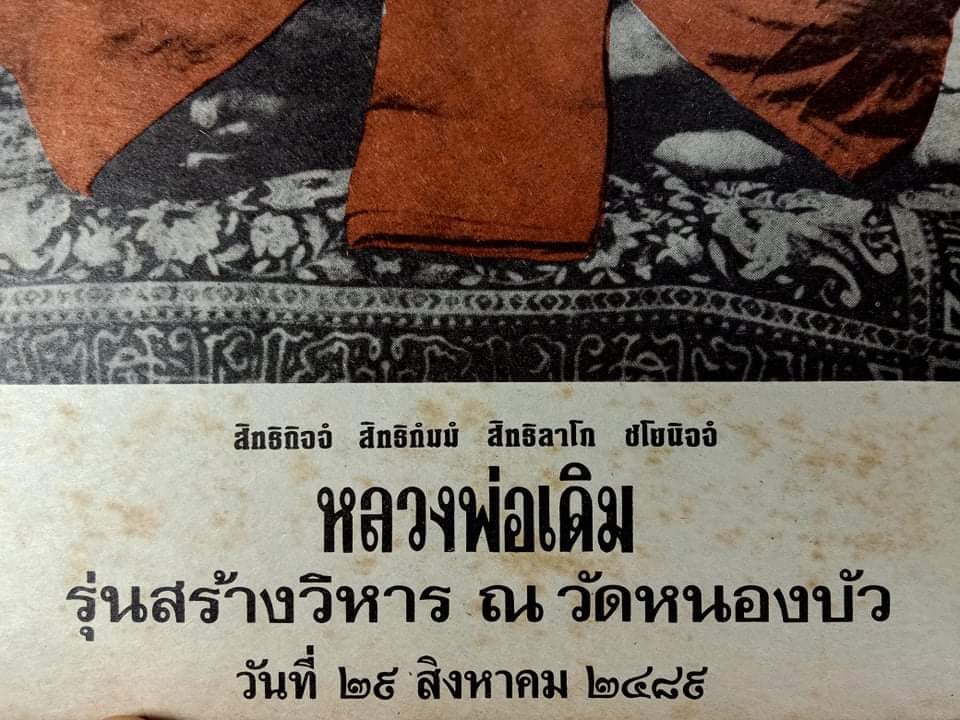 สิทธิกิจจํ สิทธิกํมมํ สิทธิลาโภ ชโยนิจจํ
หลวงพ่อเดิม
รุ่นสร้างวิหาร ณ วัดหนองบัว
วันที่ ๒๙ สิงหาคม ๒๔๘๙